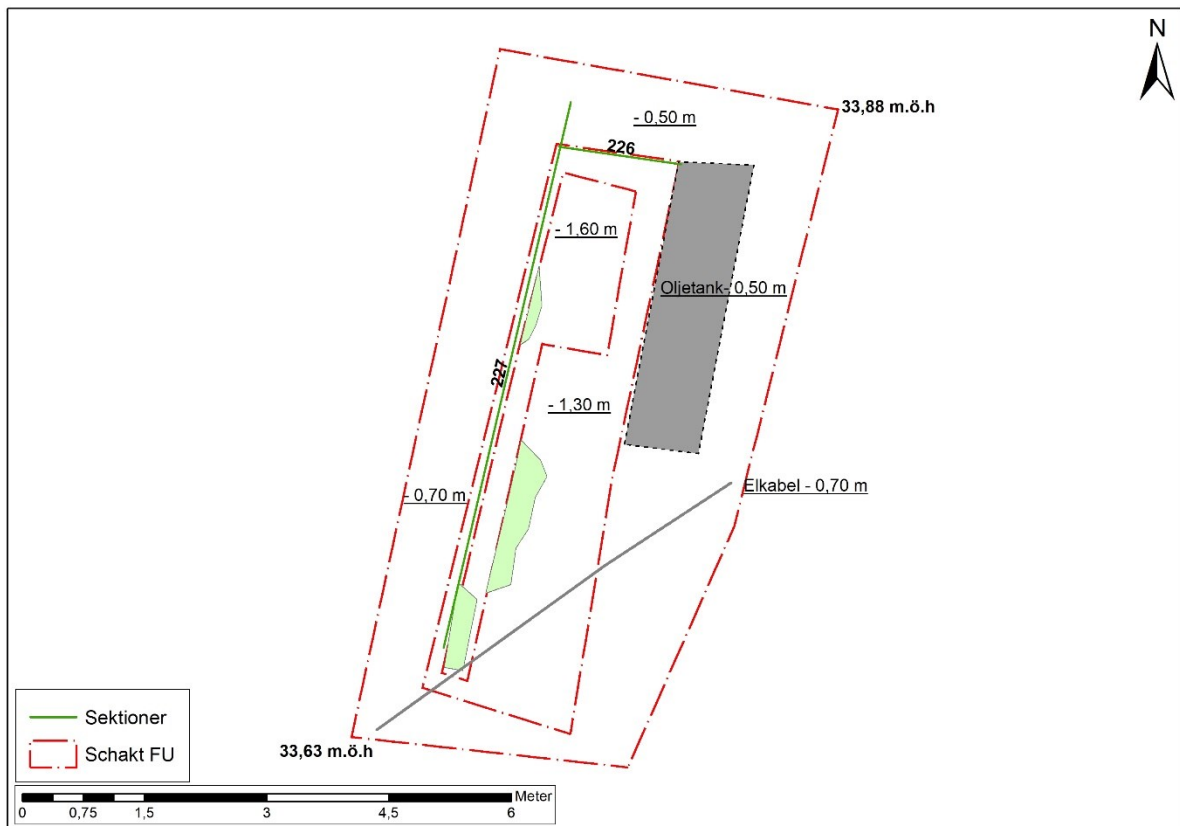 N
33,88 m.ö.h
- 0,50 m
226
- 1,60 m
Oljetank- 0,50 m
227
- 1,30 m
- 0,70 m
Elkabel - 0,70 m
Sektioner
Schakt FU
33,63 m.ö.h
Meter
0 0,75 1,5 3 4,5 6